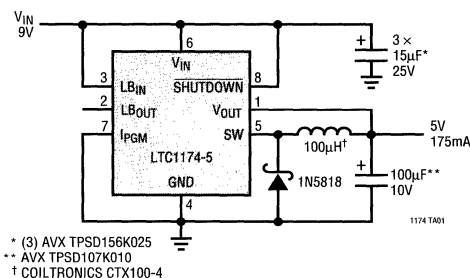 VIN
9V
6
VIN
3 ×
15µF*
25V
3
LBIN
SHUTDOWN
8
2
LBOUT
VOUT
1
7
IPGM
SW
5
5V
175mA
LTC1174-5
100µH†
GND
4
1N5818
100µF**
10V
1174 TA01
* (3) AVX TPSD156K025
** AVX TPSD107K010
† COILTRONICS CTX100-4